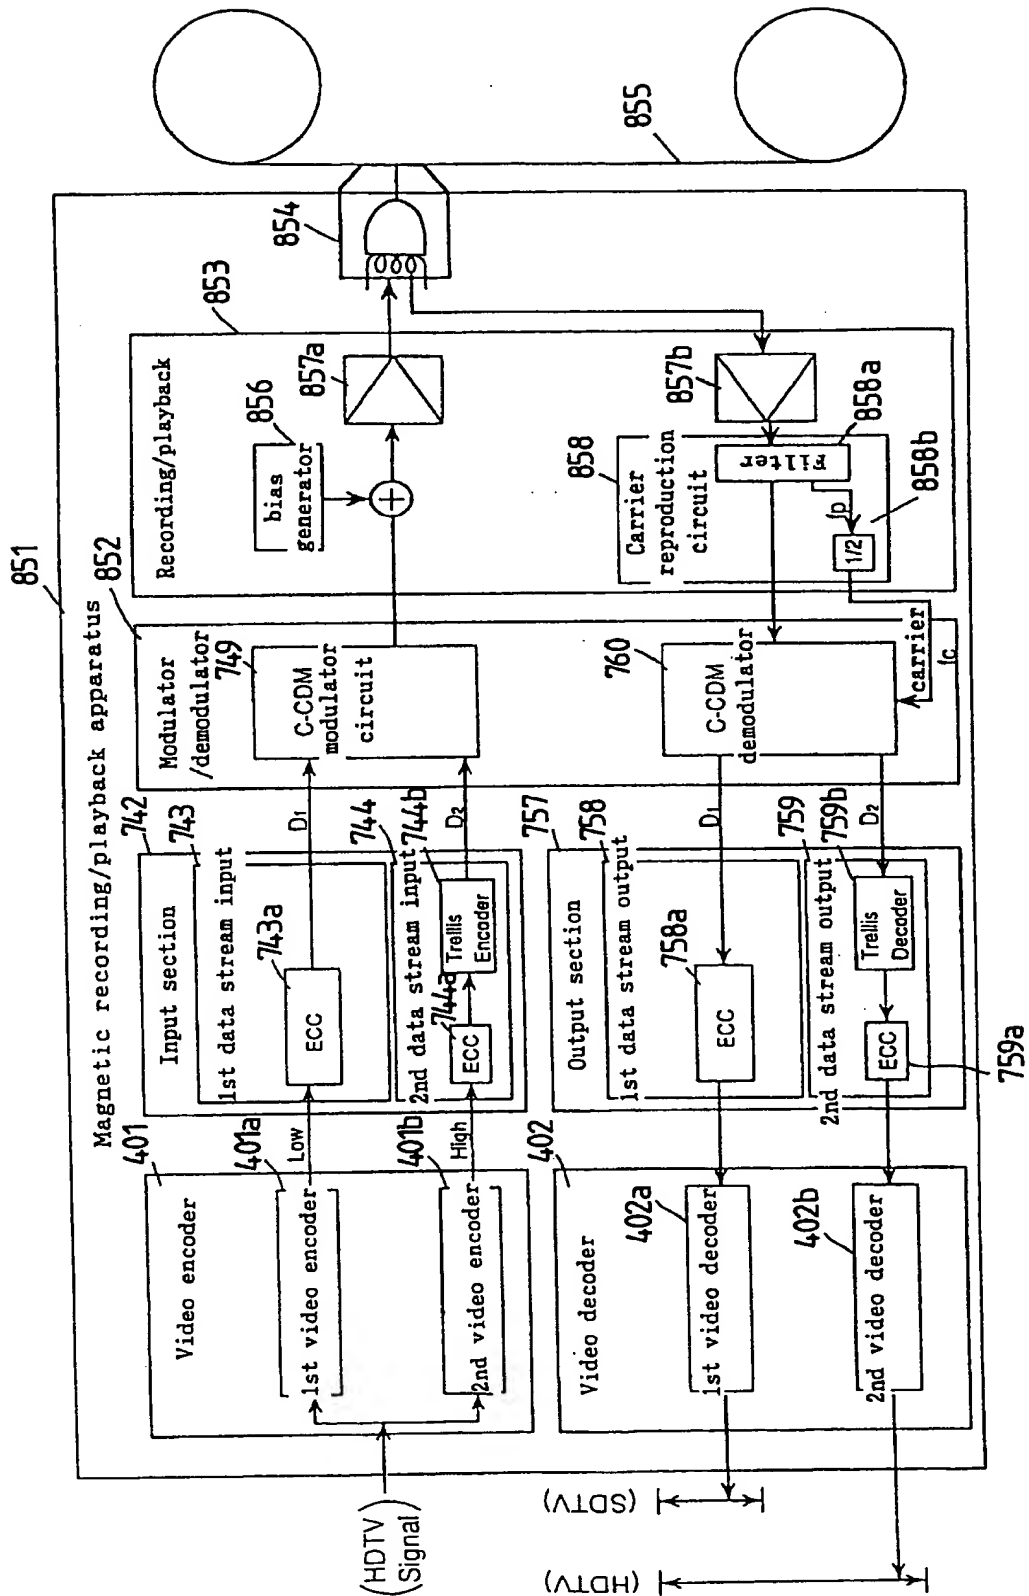 Magnetic recording/playback apparatus
851
(HDTV)
(Signal)
401
Video encoder
401a
1st video encoder
401b
2nd video encoder
Low
High
742
Input section
743
1st data stream input
743a
ECC
744
2nd data stream input
744a
ECC
744b
Trellis
Encoder
D1
D2
852
Modulator
/demodulator
749
C-CDM
modulator
circuit
853
Recording/playback
856
bias
generator
857a
854
855
857b
858
Carrier
reproduction
circuit
858a
Filter
fp
1/2
858b
carrier
fc
760
C-CDM
demodulator
D1
D2
757
Output section
758
1st data stream output
758a
ECC
759
2nd data stream output
759b
Trellis
Decoder
ECC
759a
402
Video decoder
402a
1st video decoder
402b
2nd video decoder
(SDTV)
(HDTV)